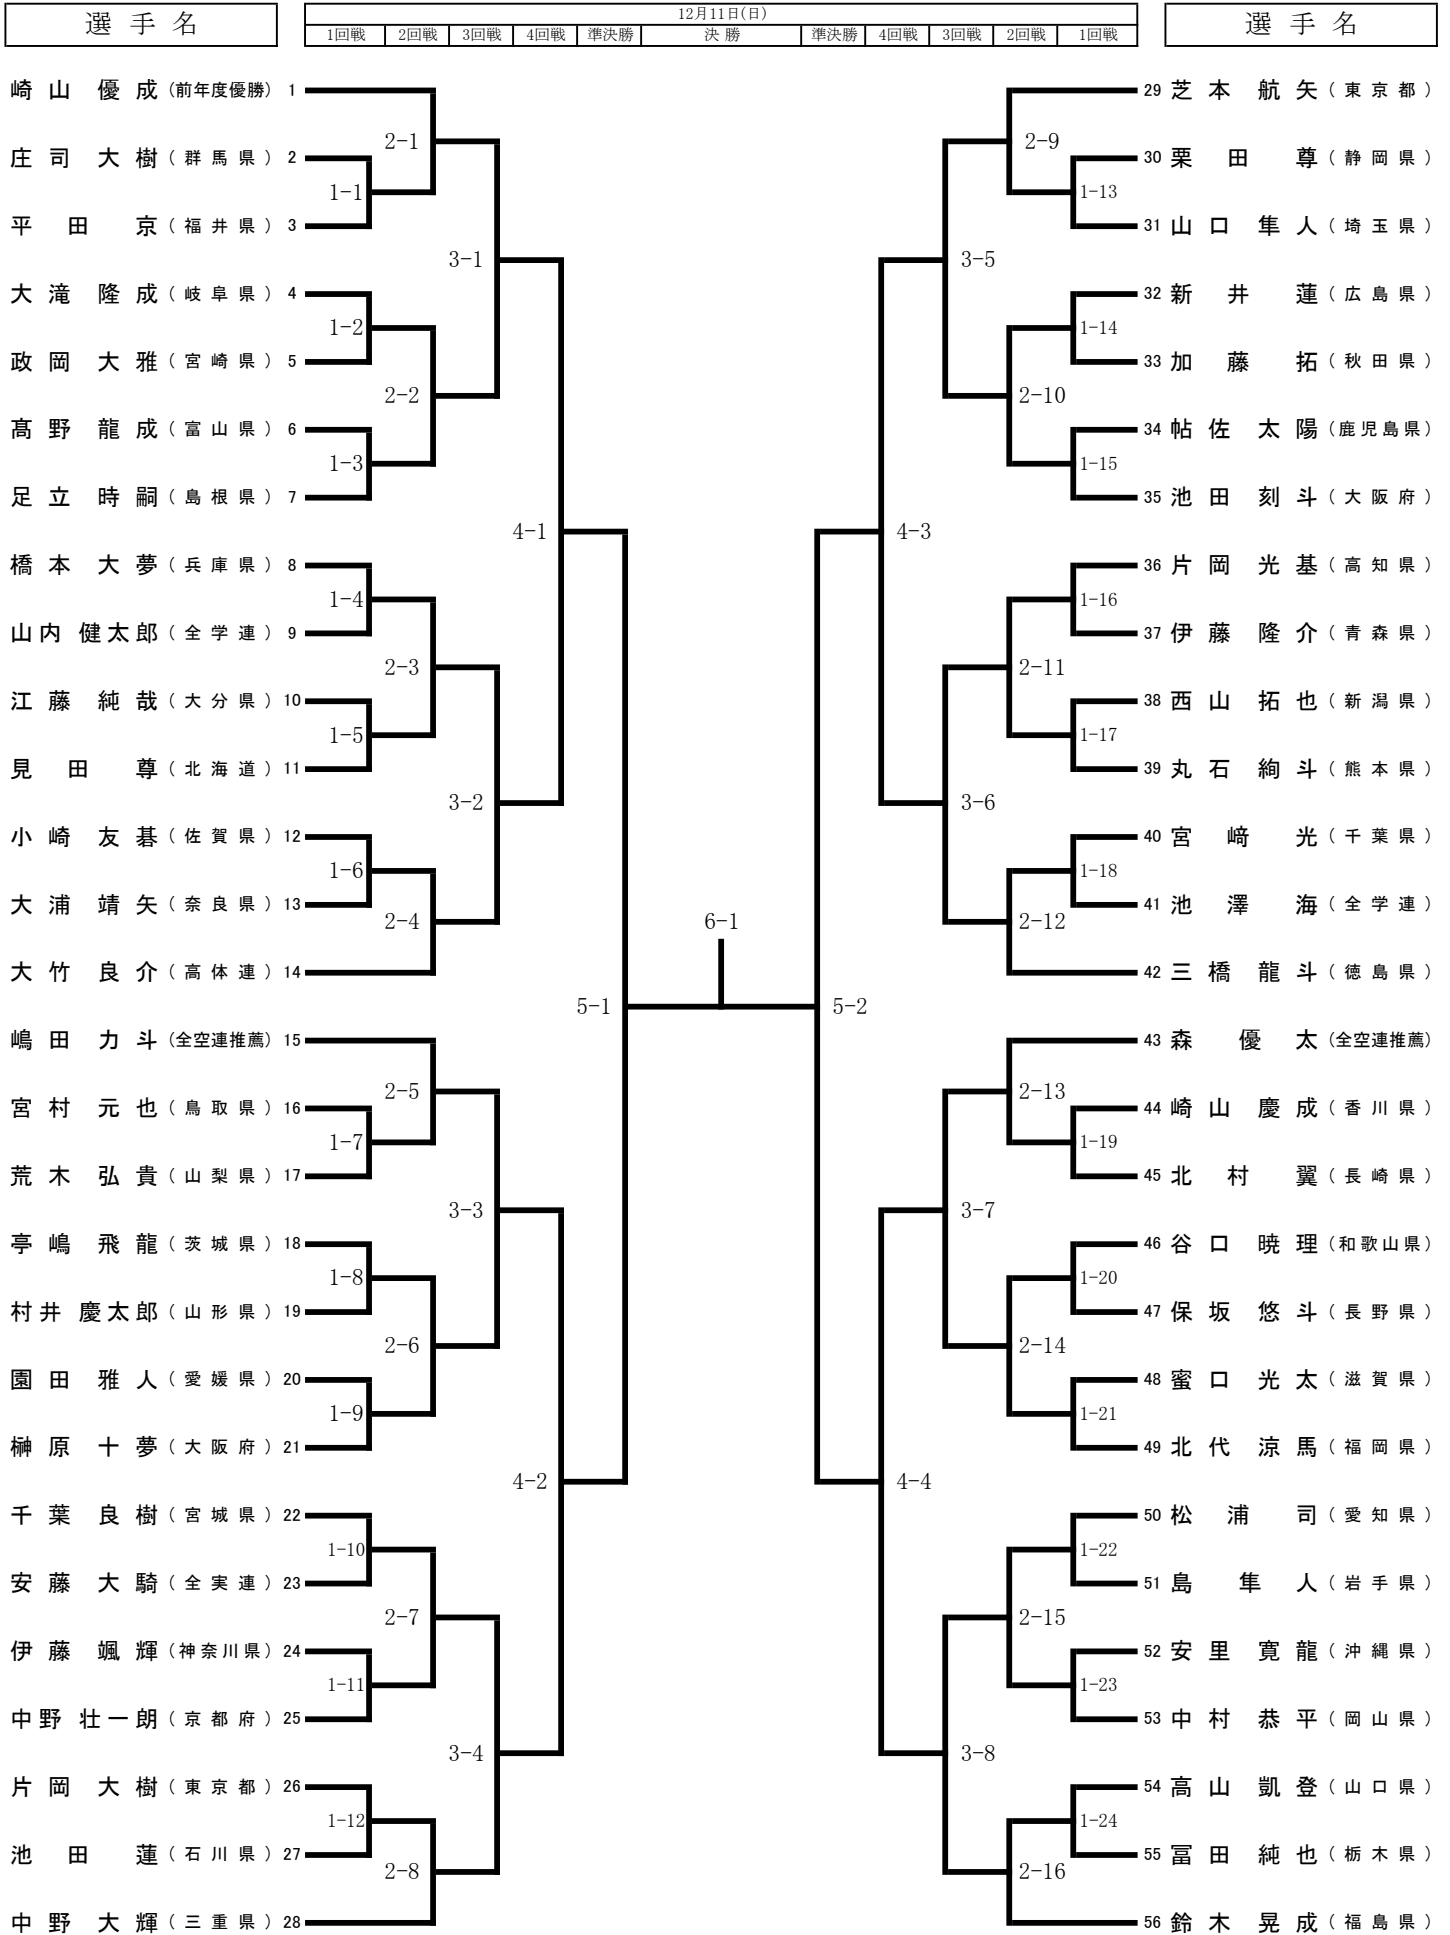 選手名 12月11日(日) 選手名
1回戦 2回戦 3回戦 4回戦 準決勝 決勝 準決勝 4回戦 3回戦 2回戦 1回戦
崎山 優成 (前年度優勝) 1
庄司 大樹 (群馬県) 2
平田 京 (福井県) 3
大滝 隆成 (岐阜県) 4
政岡 大雅 (宮崎県) 5
髙野 龍成 (富山県) 6
足立 時嗣 (島根県) 7
橋本 大夢 (兵庫県) 8
山内 健太郎 (全学連) 9
江藤 純哉 (大分県) 10
見田 尊 (北海道) 11
小崎 友碁 (佐賀県) 12
大浦 靖矢 (奈良県) 13
大竹 良介 (高体連) 14
嶋田 力斗 (全空連推薦) 15
宮村 元也 (鳥取県) 16
荒木 弘貴 (山梨県) 17
亭嶋 飛龍 (茨城県) 18
村井 慶太郎 (山形県) 19
園田 雅人 (愛媛県) 20
榊原 十夢 (大阪府) 21
千葉 良樹 (宮城県) 22
安藤 大騎 (全実連) 23
伊藤 颯輝 (神奈川県) 24
中野 壮一朗 (京都府) 25
片岡 大樹 (東京都) 26
池田 蓮 (石川県) 27
中野 大輝 (三重県) 28
1-1
1-2
1-3
1-4
1-5
1-6
1-7
1-8
1-9
1-10
1-11
1-12
2-1
2-2
2-3
2-4
2-5
2-6
2-7
2-8
3-1
3-2
3-3
3-4
4-1
4-2
5-1
6-1
5-2
4-3
4-4
3-5
3-6
3-7
3-8
2-9
2-10
2-11
2-12
2-13
2-14
2-15
2-16
1-13
1-14
1-15
1-16
1-17
1-18
1-19
1-20
1-21
1-22
1-23
1-24
29 芝本 航矢 (東京都)
30 栗田 尊 (静岡県)
31 山口 隼人 (埼玉県)
32 新井 蓮 (広島県)
33 加藤 拓 (秋田県)
34 帖佐 太陽 (鹿児島県)
35 池田 刻斗 (大阪府)
36 片岡 光基 (高知県)
37 伊藤 隆介 (青森県)
38 西山 拓也 (新潟県)
39 丸石 絢斗 (熊本県)
40 宮﨑 光 (千葉県)
41 池澤 海 (全学連)
42 三橋 龍斗 (徳島県)
43 森 優太 (全空連推薦)
44 崎山 慶成 (香川県)
45 北村 翼 (長崎県)
46 谷口 暁理 (和歌山県)
47 保坂 悠斗 (長野県)
48 蜜口 光太 (滋賀県)
49 北代 涼馬 (福岡県)
50 松浦 司 (愛知県)
51 島 隼人 (岩手県)
52 安里 寛龍 (沖縄県)
53 中村 恭平 (岡山県)
54 高山 凱登 (山口県)
55 冨田 純也 (栃木県)
56 鈴木 晃成 (福島県)